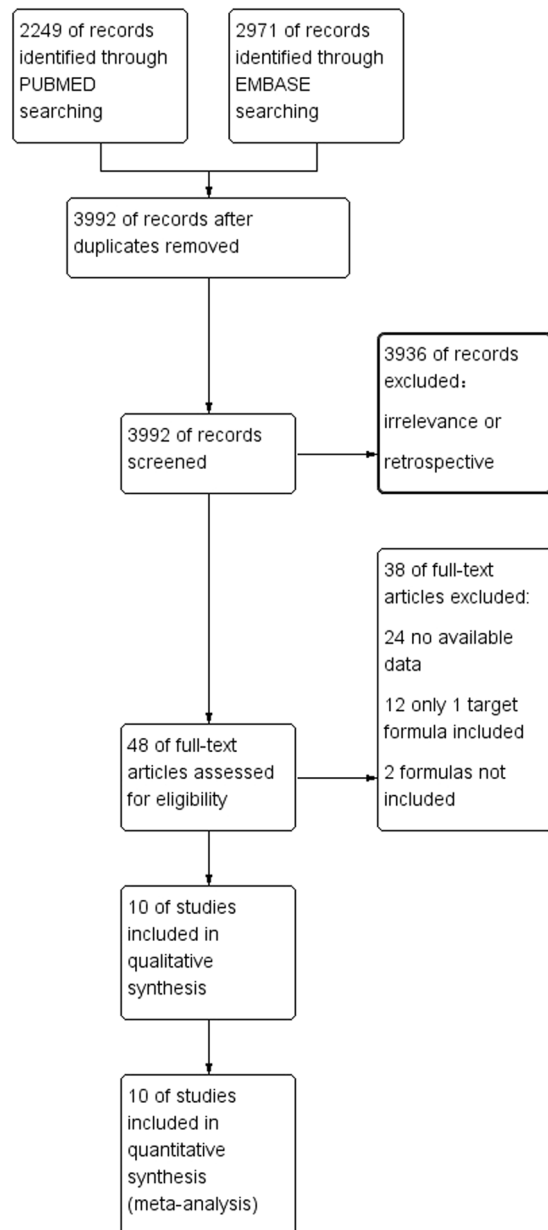 2249 of records
identified through
PUBMED
searching
2971 of records
identified through
EMBASE
searching
3992 of records after
duplicates removed
3936 of records
excluded：
irrelevance or
retrospective
3992 of records
screened
38 of full-text
articles excluded:
24 no available
data
12 only 1 target
formula included
2 formulas not
included
48 of full-text
articles assessed
for eligibility
10 of studies
included in
qualitative
synthesis
10 of studies
included in
quantitative
synthesis
(meta-analysis)